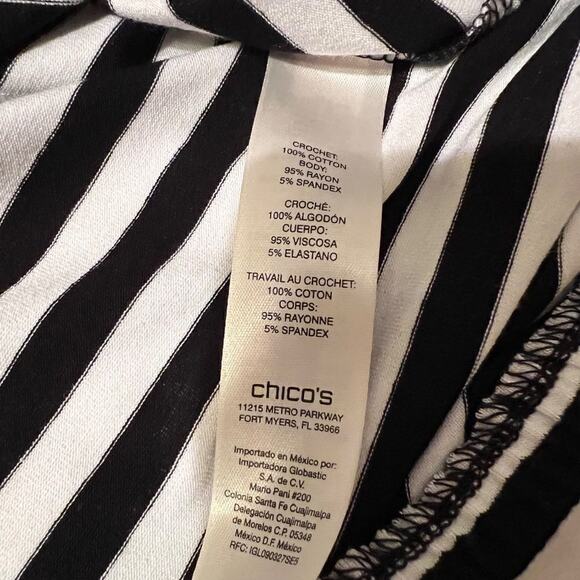 CROCHET:
100% COTTON
BODY:
95% RAYON
5% SPANDEX
CROCHÉ:
100% ALGODÓN
CUERPO:
95% VISCOSA
5% ELASTANO
TRAVAIL AU CROCHET:
100% COTON
CORPS:
95% RAYONNE
5% SPANDEX
chico's
11215 METRO PARKWAY
FORT MYERS, FL 33966
Importado en México por:
Importadora Globastic
S.A. de C.V.
Mario Pani #200
Colonia Santa Fe Cuajimalpa
Delegación Cuajimalpa
de Morelos C.P. 05348
México D.F. México
RFC: IGL090327SE5